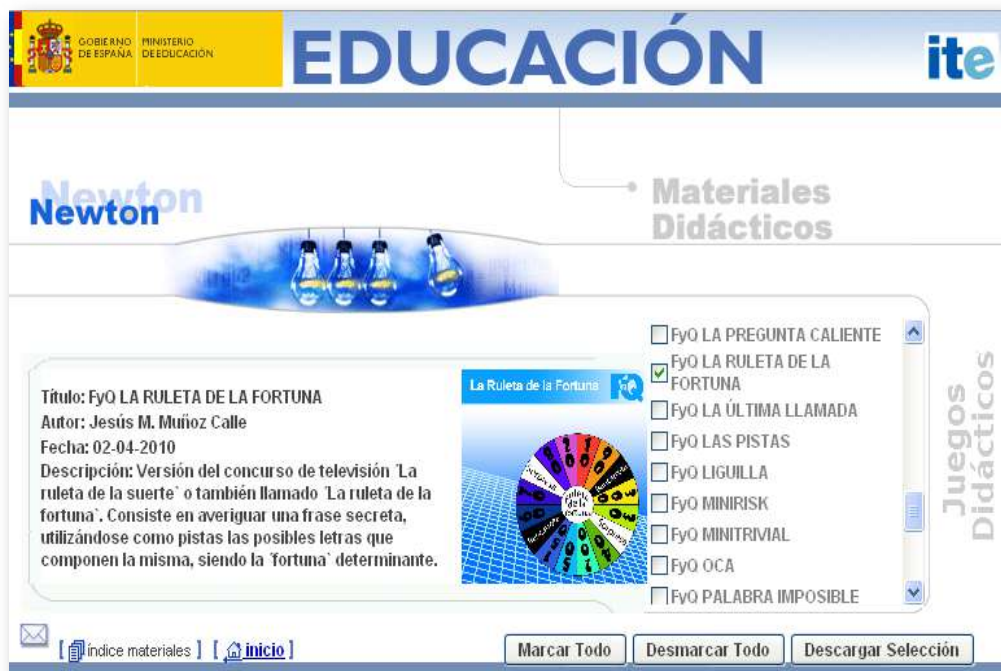 GOBIERNO DE ESPAÑA
MINISTERIO DE EDUCACIÓN
EDUCACIÓN
ite
Newton
Newton
Materiales
Didácticos
Título: FyQ LA RULETA DE LA FORTUNA
Autor: Jesús M. Muñoz Calle
Fecha: 02-04-2010
Descripción: Versión del concurso de televisión ´La
ruleta de la suerte` o también llamado ´La ruleta de la
fortuna`. Consiste en averiguar una frase secreta,
utilizándose como pistas las posibles letras que
componen la misma, siendo la ´fortuna` determinante.
La Ruleta de la Fortuna
ruleta
de la
fortuna
FyQ LA PREGUNTA CALIENTE
FyQ LA RULETA DE LA
FORTUNA
FyQ LA ÚLTIMA LLAMADA
FyQ LAS PISTAS
FyQ LIGUILLA
FyQ MINIRISK
FyQ MINITRIVIAL
FyQ OCA
FyQ PALABRA IMPOSIBLE
Juegos
Didácticos
[ índice materiales ] [ inicio ]
Marcar Todo
Desmarcar Todo
Descargar Selección